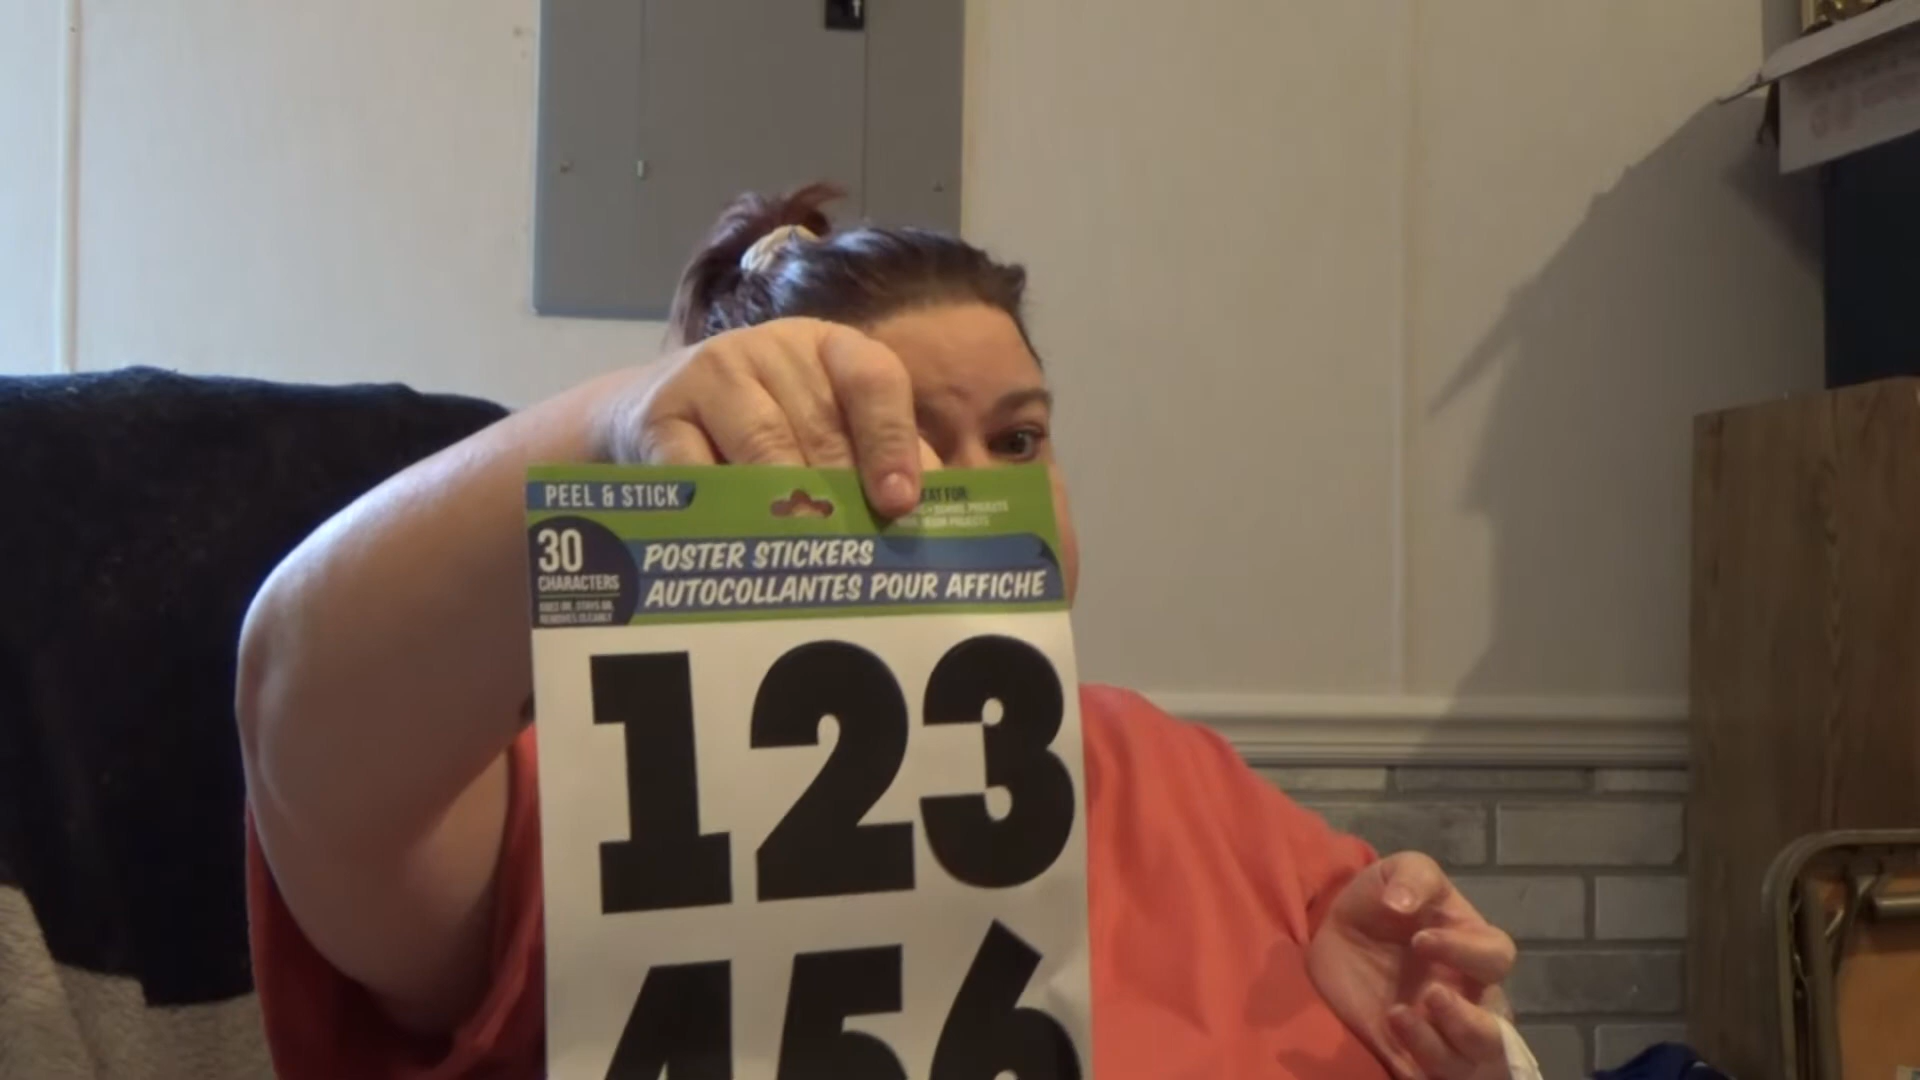 PEEL & STICK
30
CHARACTERS
POSTER STICKERS
AUTOCOLLANTES POUR AFFICHE
123
456